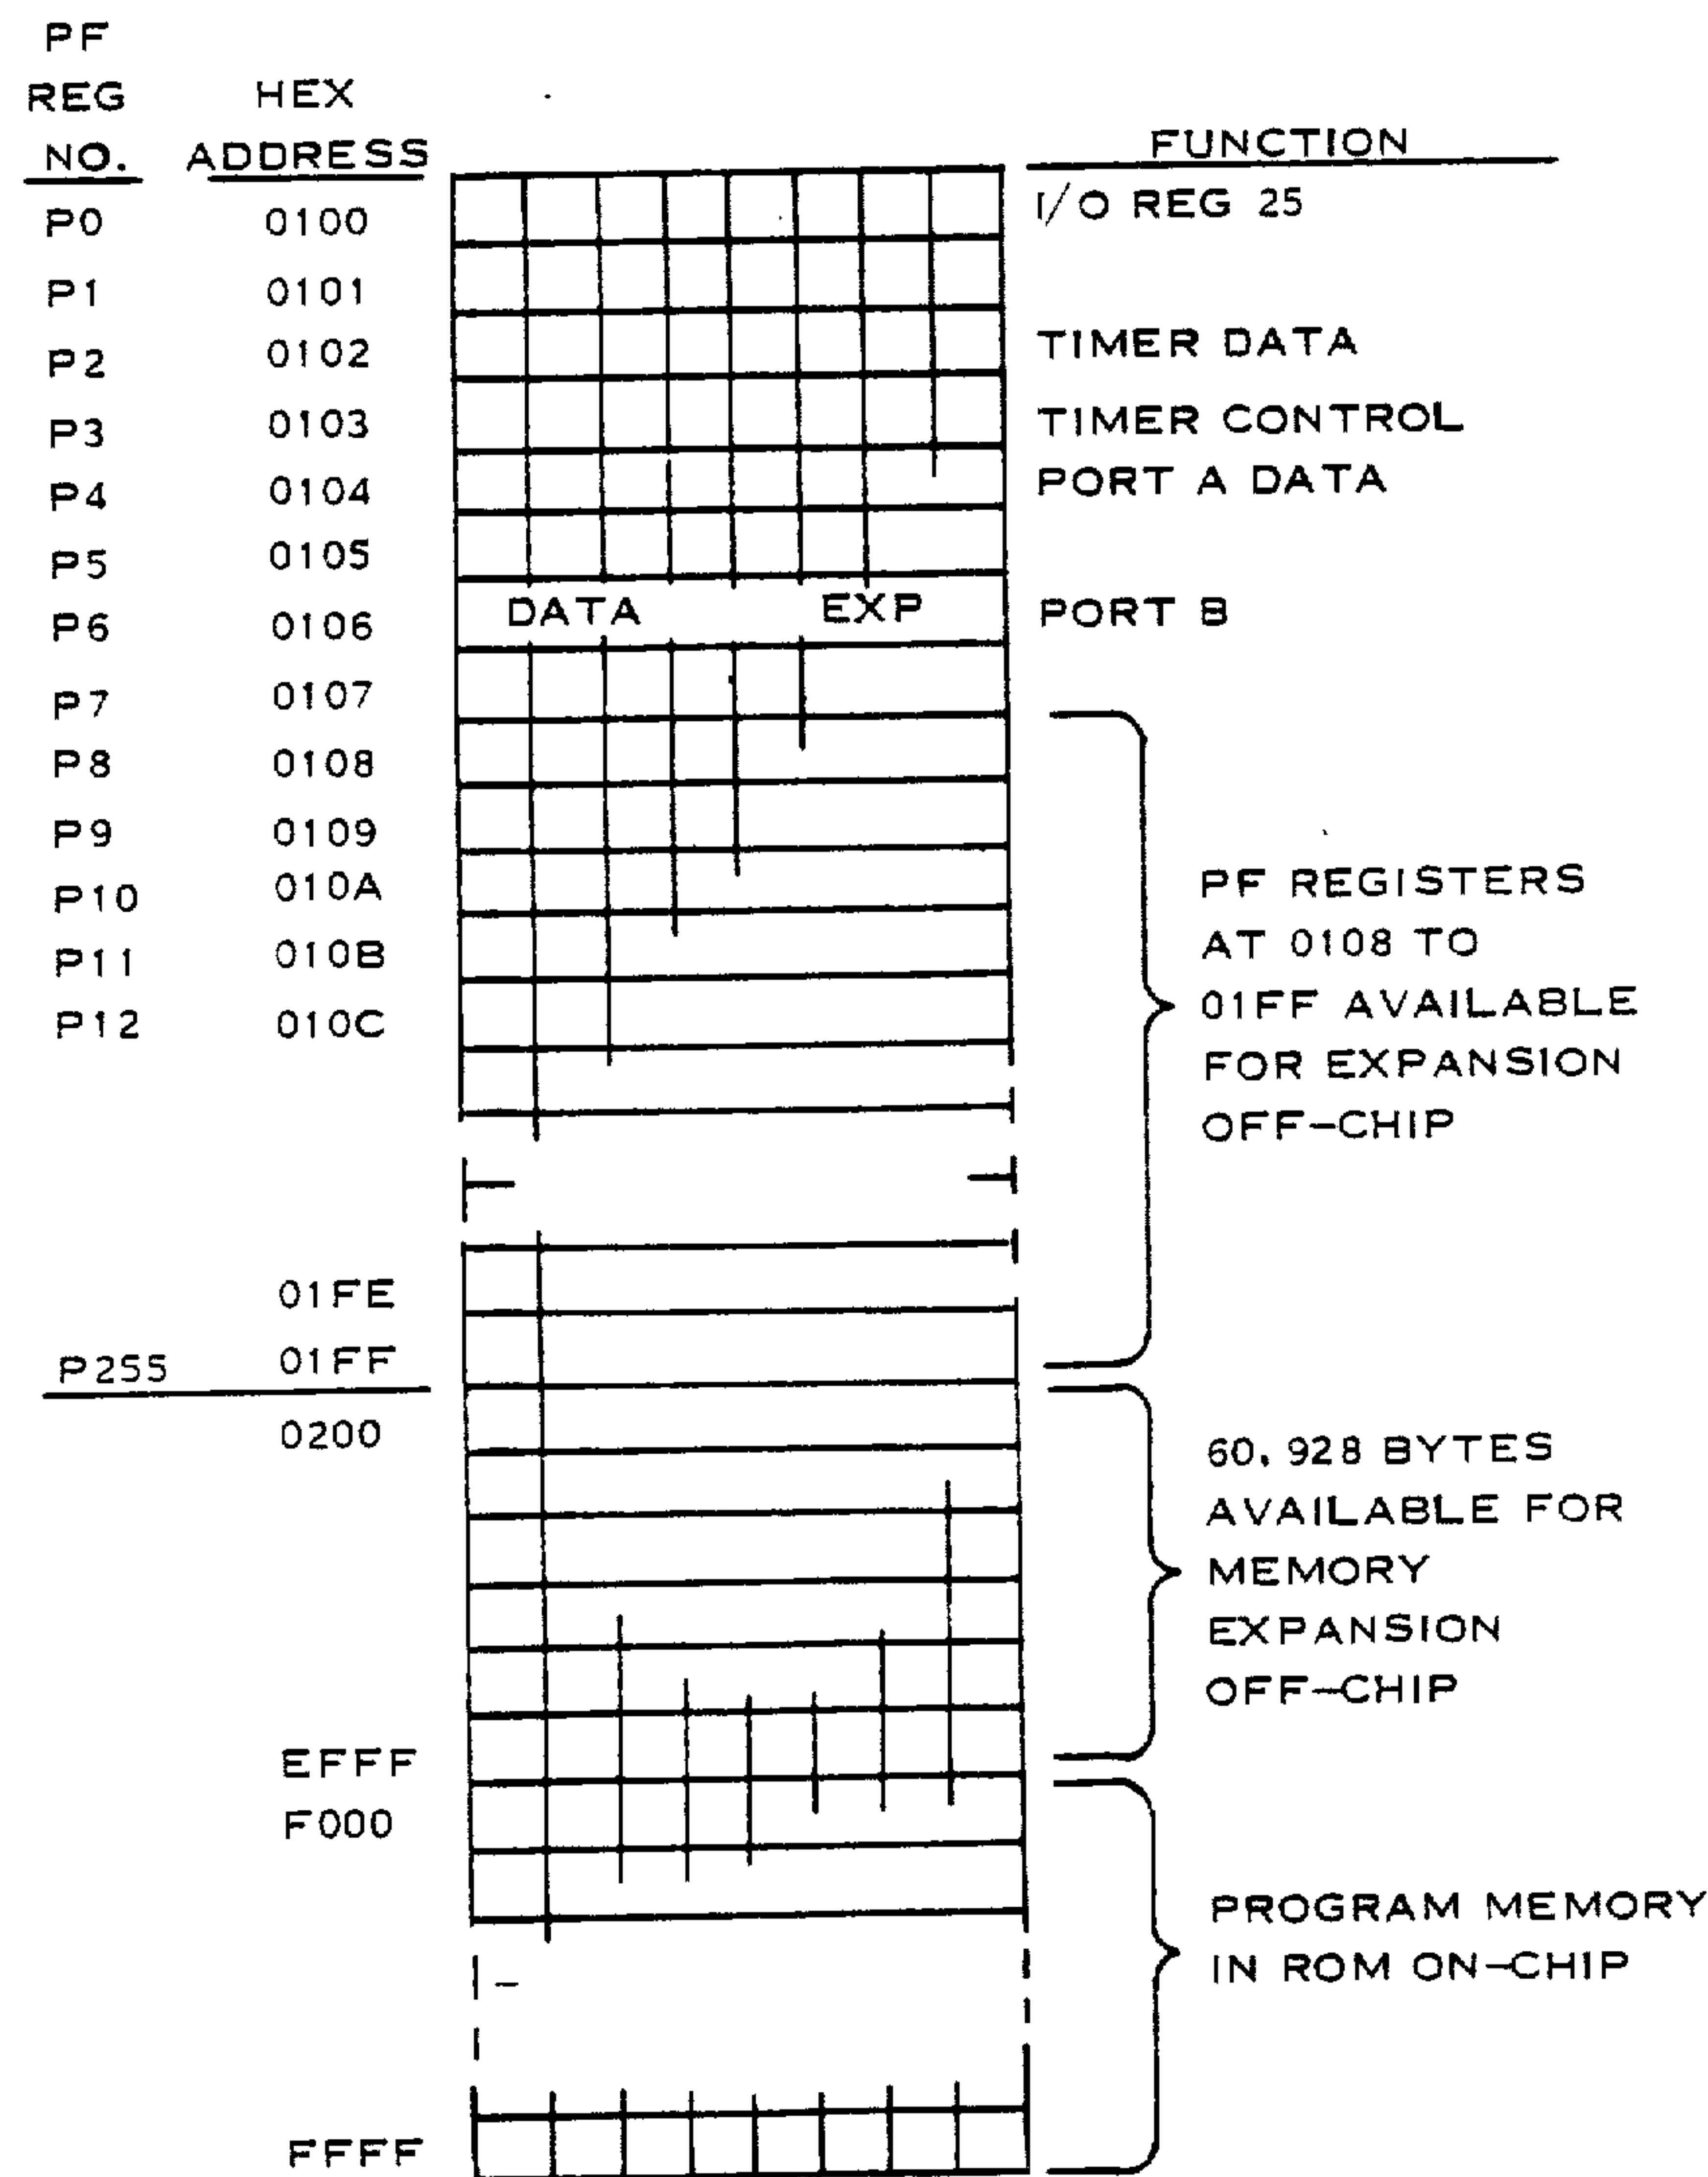 PF
REG HEX
NO. ADDRESS FUNCTION
P0 0100 I/O REG 25
P1 0101
P2 0102 TIMER DATA
P3 0103 TIMER CONTROL
P4 0104 PORT A DATA
P5 0105
P6 0106 DATA EXP PORT B
P7 0107
P8 0108
P9 0109
P10 010A
P11 010B
P12 010C
PF REGISTERS
AT 0108 TO
01FF AVAILABLE
FOR EXPANSION
OFF-CHIP
01FE
P255 01FF
0200
60,928 BYTES
AVAILABLE FOR
MEMORY
EXPANSION
OFF-CHIP
EFFF
F000
PROGRAM MEMORY
IN ROM ON-CHIP
FFFF